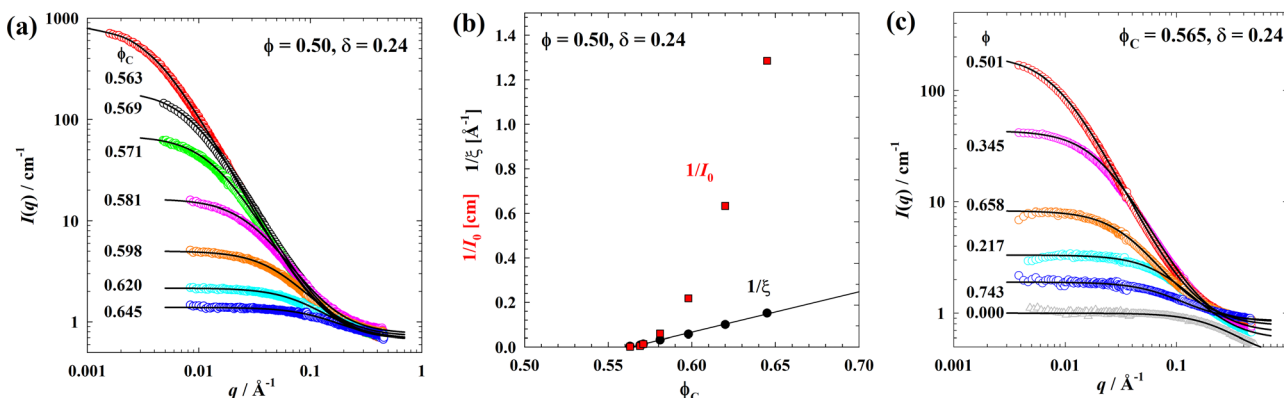 (a)
1000
100
10
1
I(q) / cm⁻¹
ϕ = 0.50, δ = 0.24
ϕC
0.563
0.569
0.571
0.581
0.598
0.620
0.645
0.001
0.01
0.1
1
q / Å⁻¹
(b)
ϕ = 0.50, δ = 0.24
1.4
1.2
1.0
0.8
0.6
0.4
0.2
0.0
1/I₀ [cm] 1/ξ [Å⁻¹]
1/I₀
1/ξ
0.50
0.55
0.60
0.65
0.70
ϕC
(c)
100
10
1
I(q) / cm⁻¹
ϕ
ϕC = 0.565, δ = 0.24
0.501
0.345
0.658
0.217
0.743
0.000
0.001
0.01
0.1
q / Å⁻¹